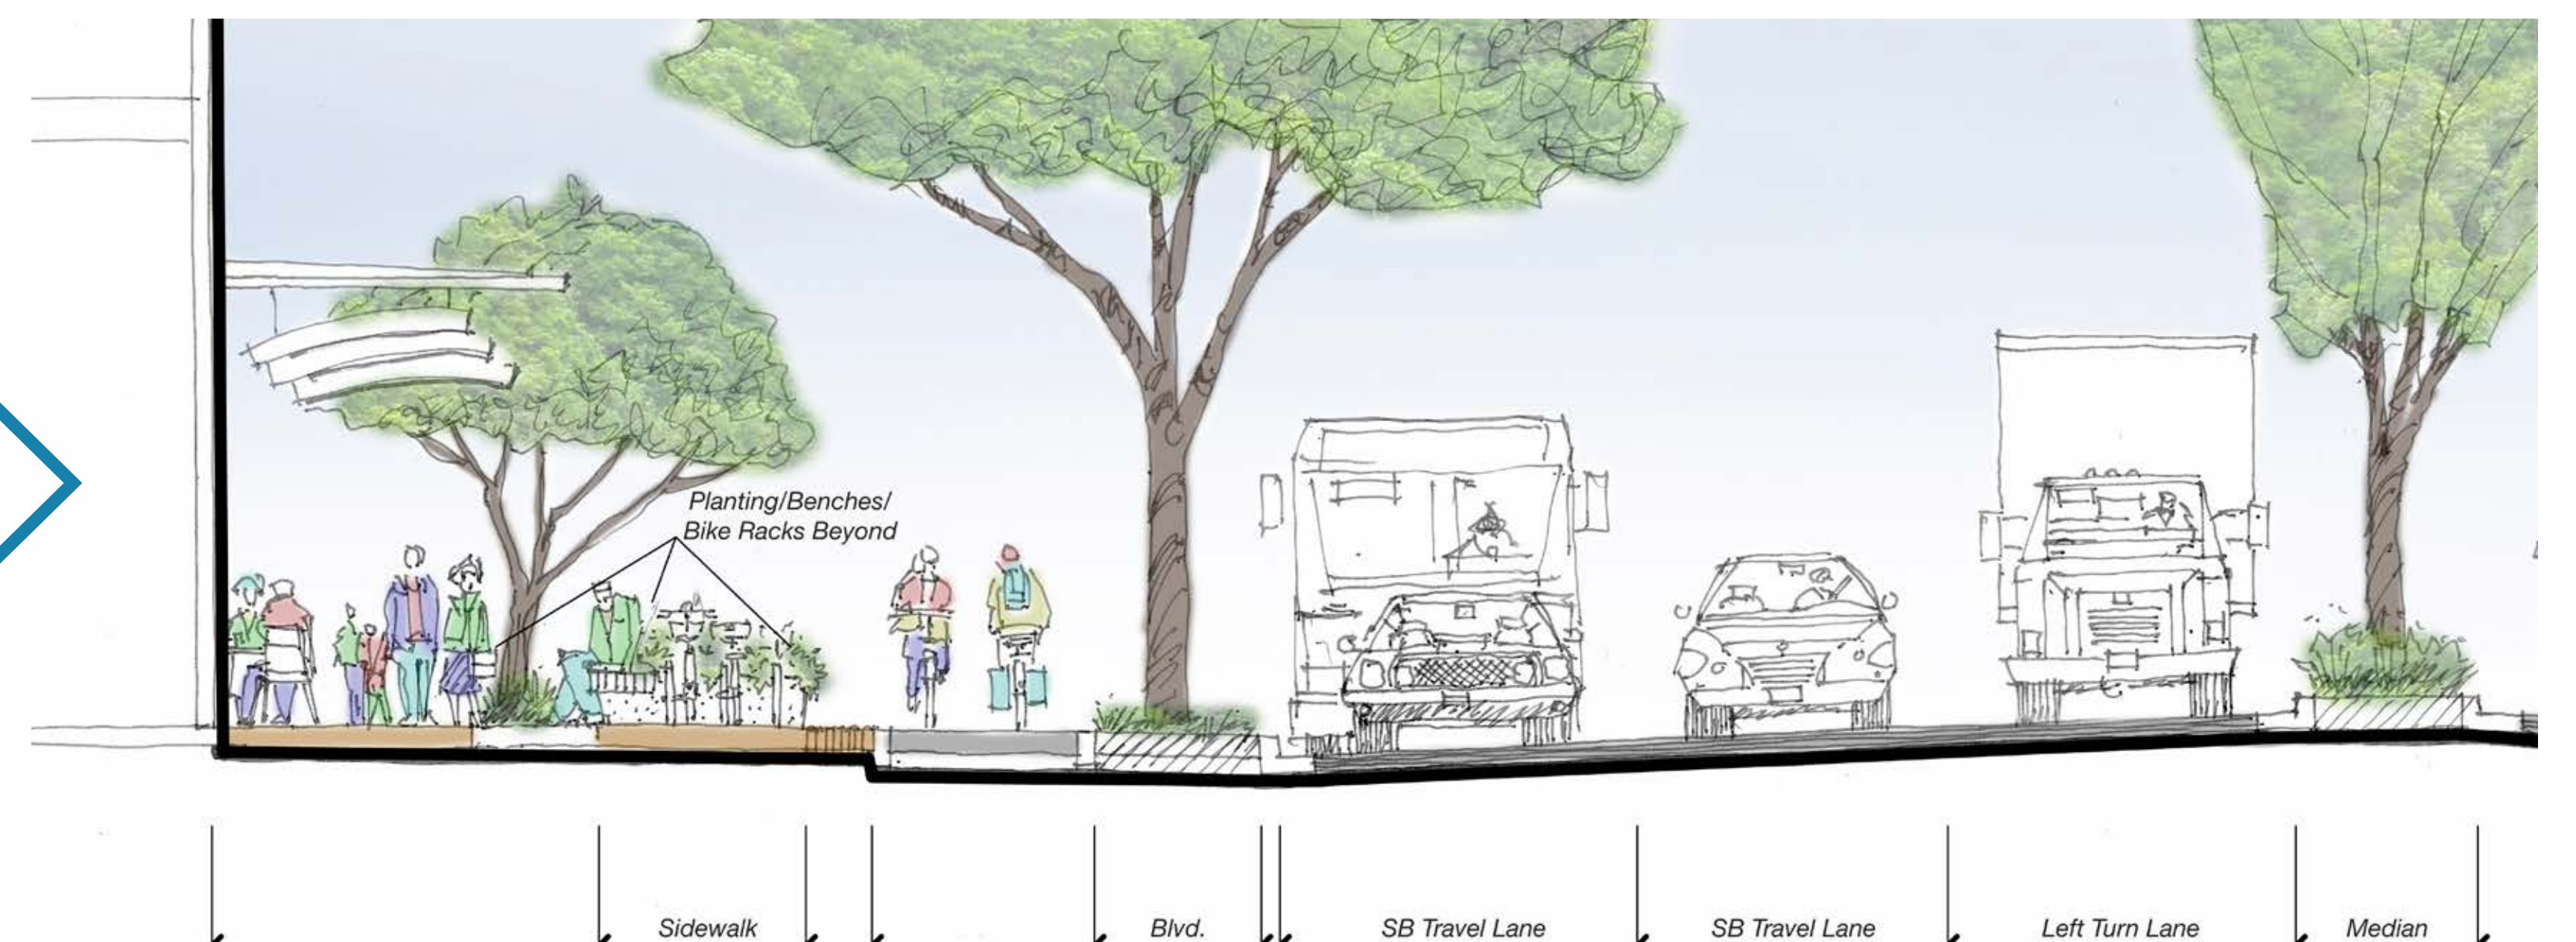 Planting/Benches/
Bike Racks Beyond
Sidewalk
Blvd.
SB Travel Lane
SB Travel Lane
Left Turn Lane
Median